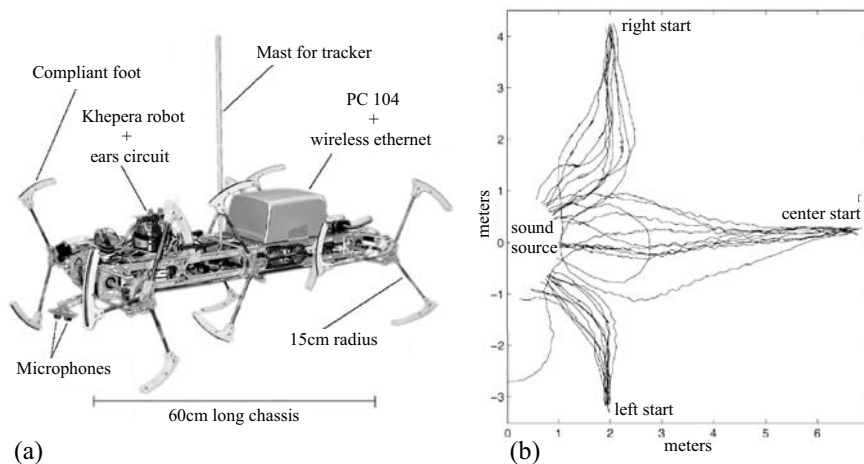 Compliant foot
Mast for tracker
Khepera robot
+
ears circuit
PC 104
+
wireless ethernet
Microphones
15cm radius
60cm long chassis
(a)
right start
center start
sound
source
left start
meters
4
3
2
1
0
-1
-2
-3
0
1
2
3
4
5
6
meters
(b)